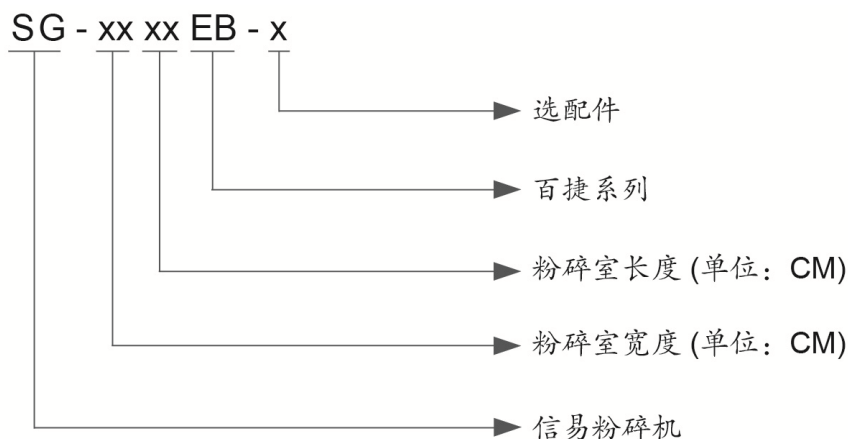 SG - xx xx EB - x
选配件
百捷系列
粉碎室长度 (单位：CM)
粉碎室宽度 (单位：CM)
信易粉碎机